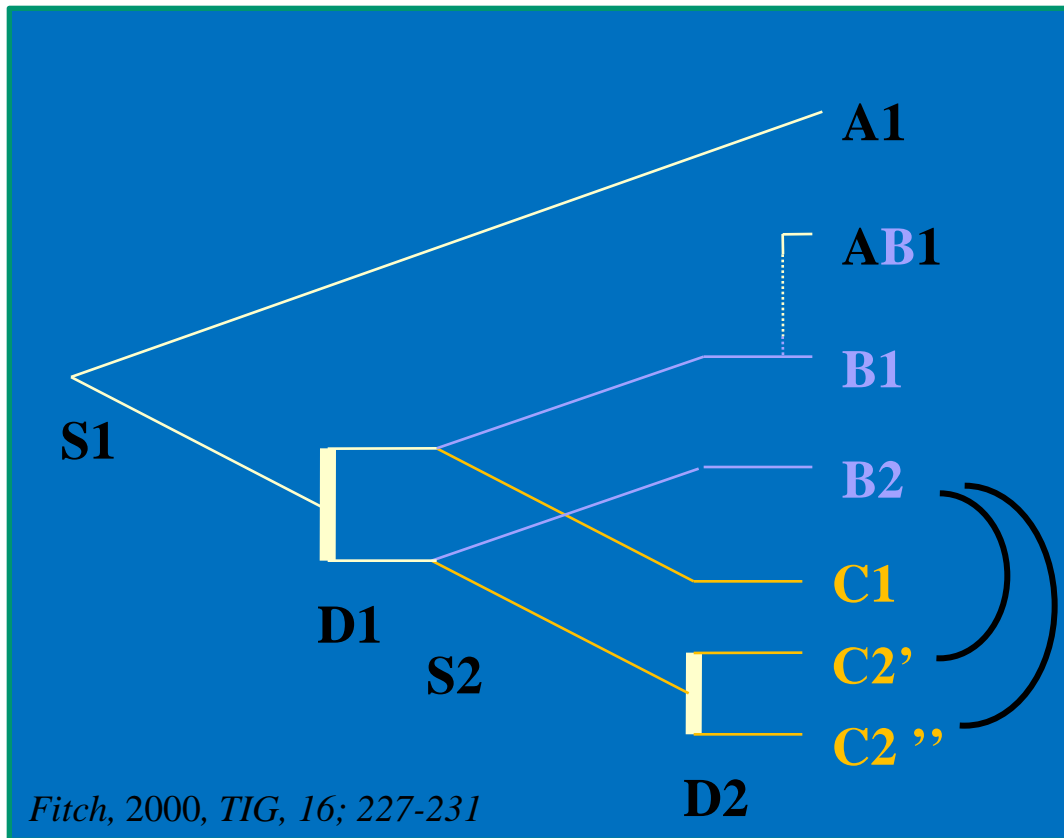 A1
AB1
B1
S1
B2
C1
D1
C2’
S2
C2 ’’
D2
Fitch, 2000, TIG, 16; 227-231